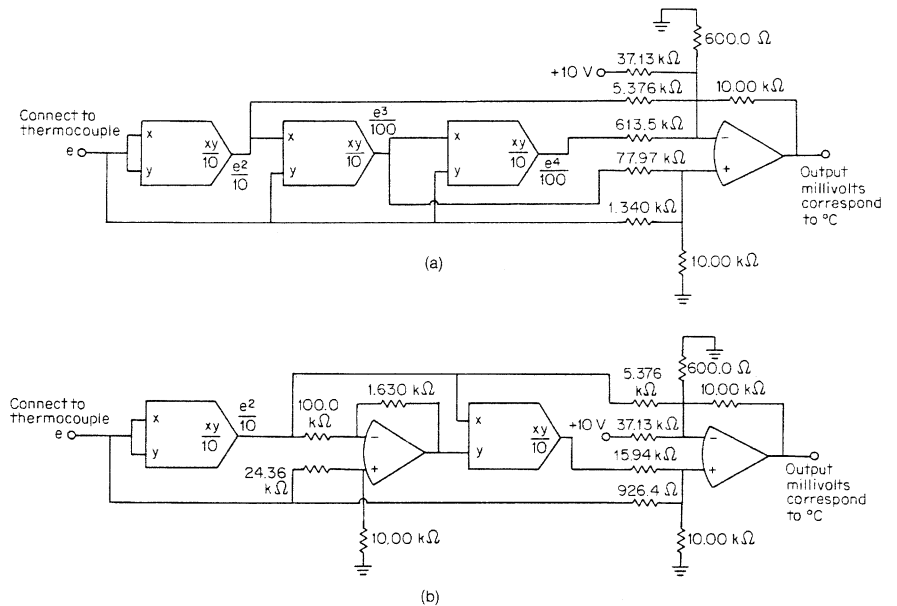 600.0 Ω
37.13 kΩ
+10 V
5.376 kΩ
10.00 kΩ
Connect to
thermocouple
e
x
y
xy
10
e²
10
x
y
xy
10
e³
100
x
y
xy
10
e⁴
100
613.5 kΩ
77.97 kΩ
1.340 kΩ
−
+
Output
millivolts
correspond
to °C
10.00 kΩ
(a)
Connect to
thermocouple
e
x
y
xy
10
e²
10
100.0
kΩ
1.630 kΩ
24.36
kΩ
−
+
10,00 kΩ
x
y
xy
10
5.376
kΩ
600.0 Ω
10.00 kΩ
+10 V
37.13 kΩ
15.94 kΩ
926.4 Ω
−
+
Output
millivolts
correspond
to °C
10.00 kΩ
(b)